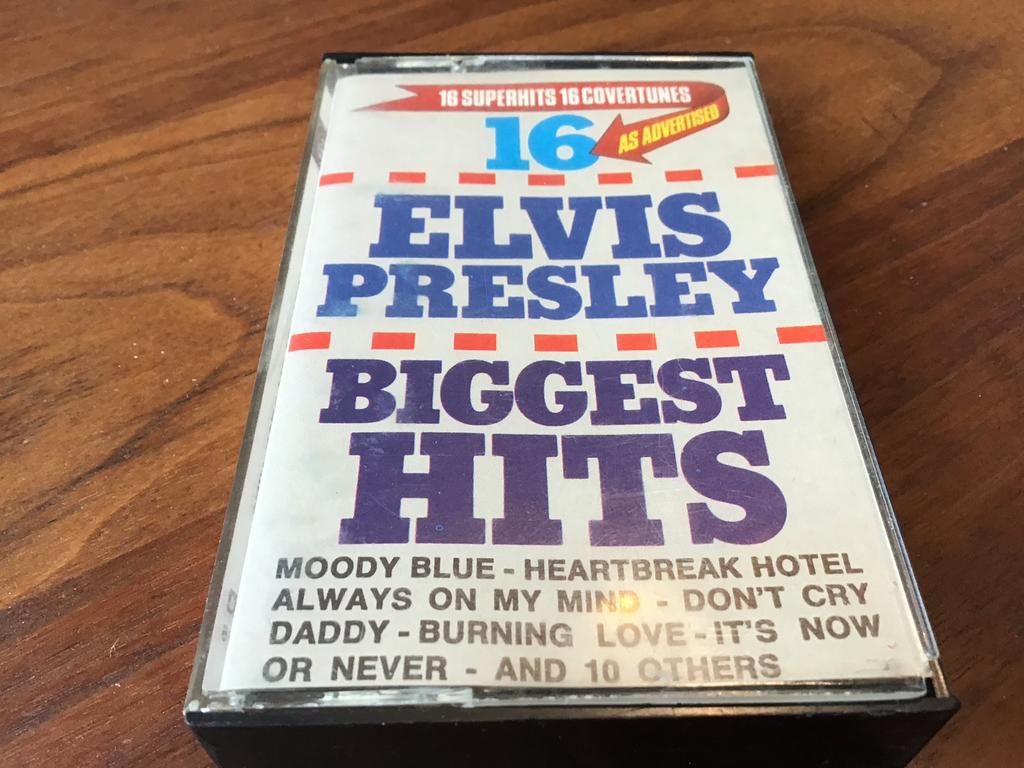 16 SUPERHITS 16 COVERTUNES
16 AS ADVERTISED
ELVIS
PRESLEY
BIGGEST
HITS
MOODY BLUE - HEARTBREAK HOTEL
ALWAYS ON MY MIND - DON'T CRY
DADDY - BURNING LOVE - IT'S NOW
OR NEVER - AND 10 OTHERS